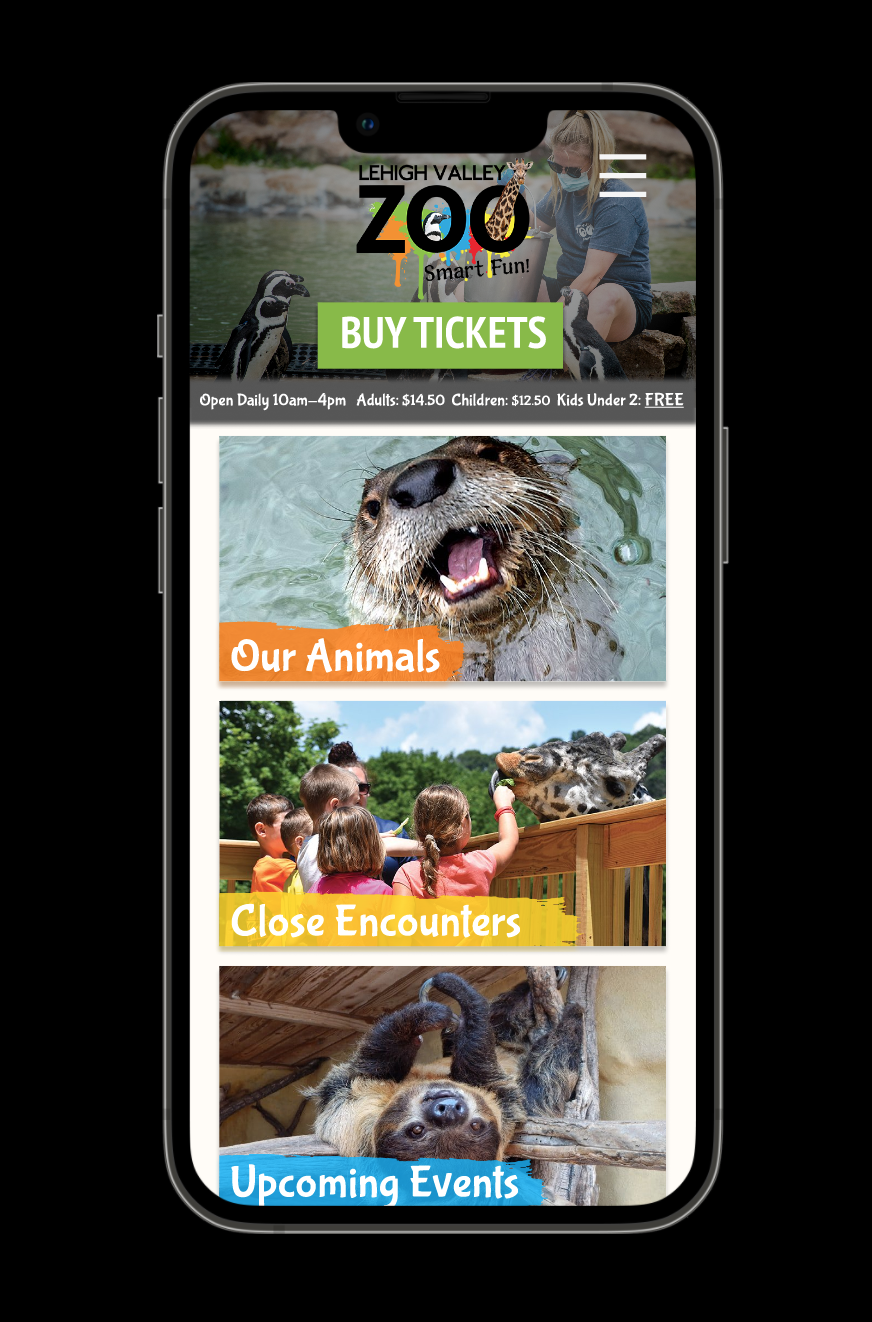 LEHIGH VALLEY
ZOO
Smart Fun!
BUY TICKETS
Open Daily 10am–4pm Adults: $14.50 Children: $12.50 Kids Under 2: FREE
Our Animals
Close Encounters
Upcoming Events